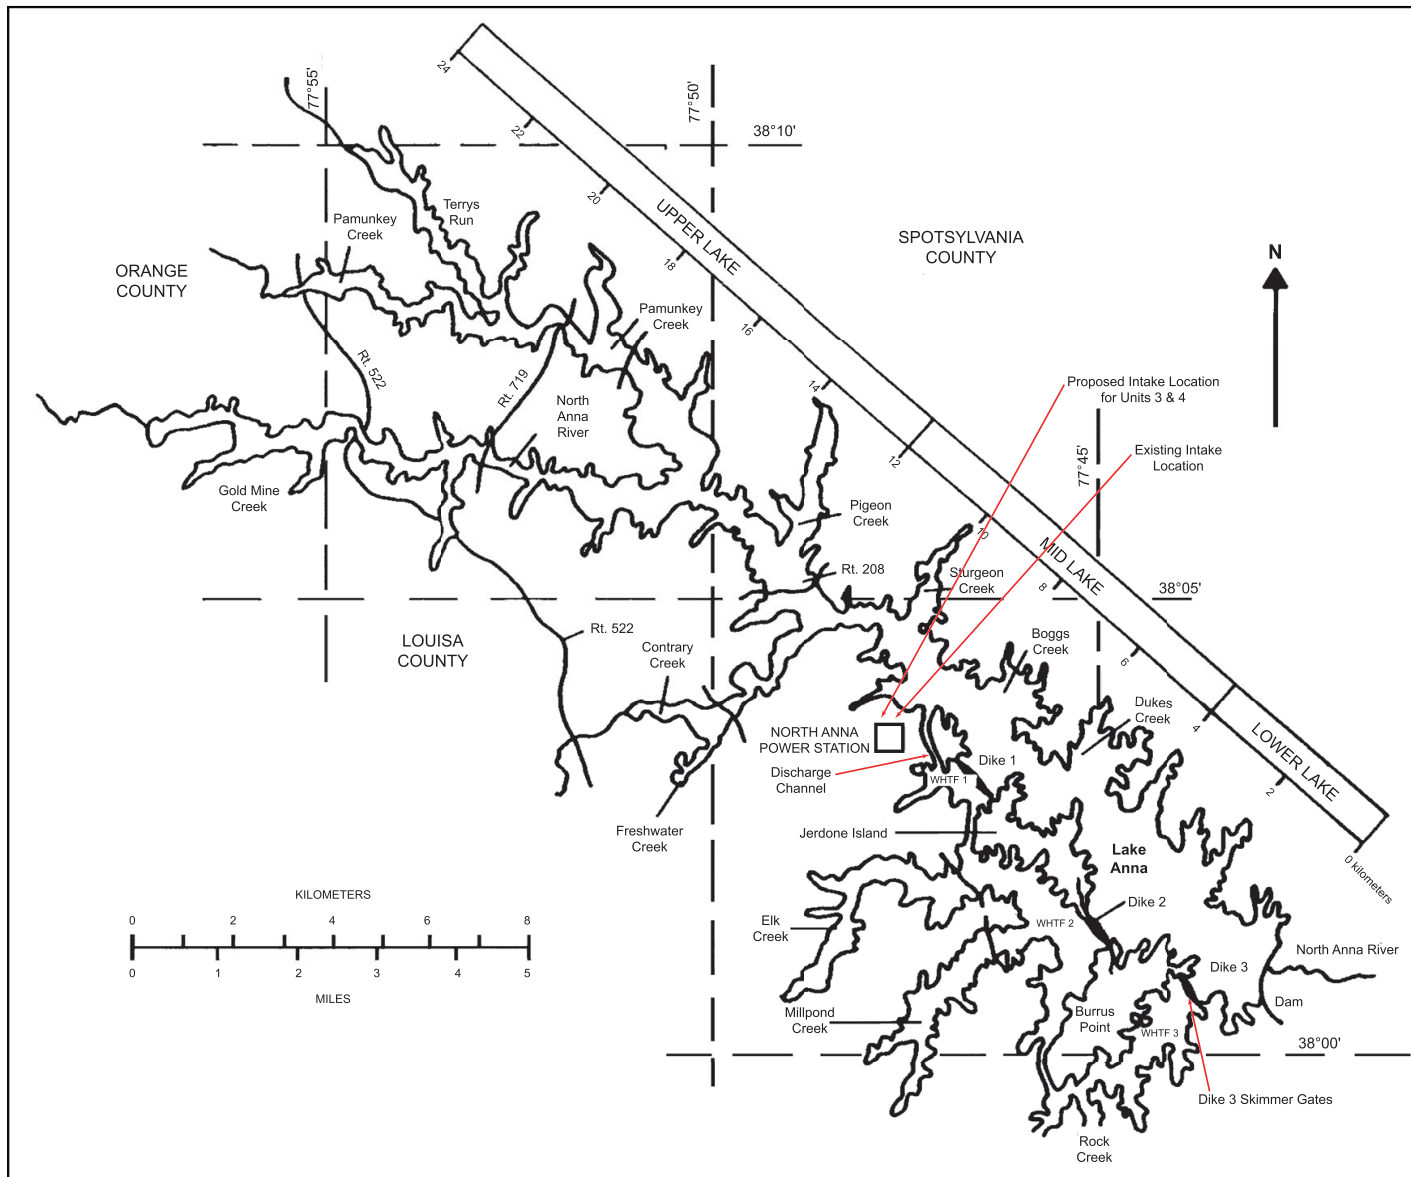 24
77°55'
77°50'
38°10'
22
20
UPPER LAKE
18
16
14
12
10
MID LAKE
8
6
4
LOWER LAKE
2
0 kilometers
SPOTSYLVANIA
COUNTY
N
ORANGE
COUNTY
Pamunkey
Creek
Terrys
Run
Pamunkey
Creek
Rt. 522
Rt. 719
North
Anna
River
Gold Mine
Creek
Proposed Intake Location
for Units 3 & 4
Existing Intake
Location
77°45'
Pigeon
Creek
Rt. 208
Sturgeon
Creek
38°05'
LOUISA
COUNTY
Rt. 522
Contrary
Creek
Boggs
Creek
Dukes
Creek
NORTH ANNA
POWER STATION
Discharge
Channel
Dike 1
WHTF 1
Freshwater
Creek
Jerdone Island
Lake
Anna
KILOMETERS
0 2 4 6 8
0 1 2 3 4 5
MILES
Elk
Creek
Dike 2
WHTF 2
North Anna River
Dike 3
Dam
Millpond
Creek
Burrus
Point
WHTF 3
38°00'
Dike 3 Skimmer Gates
Rock
Creek